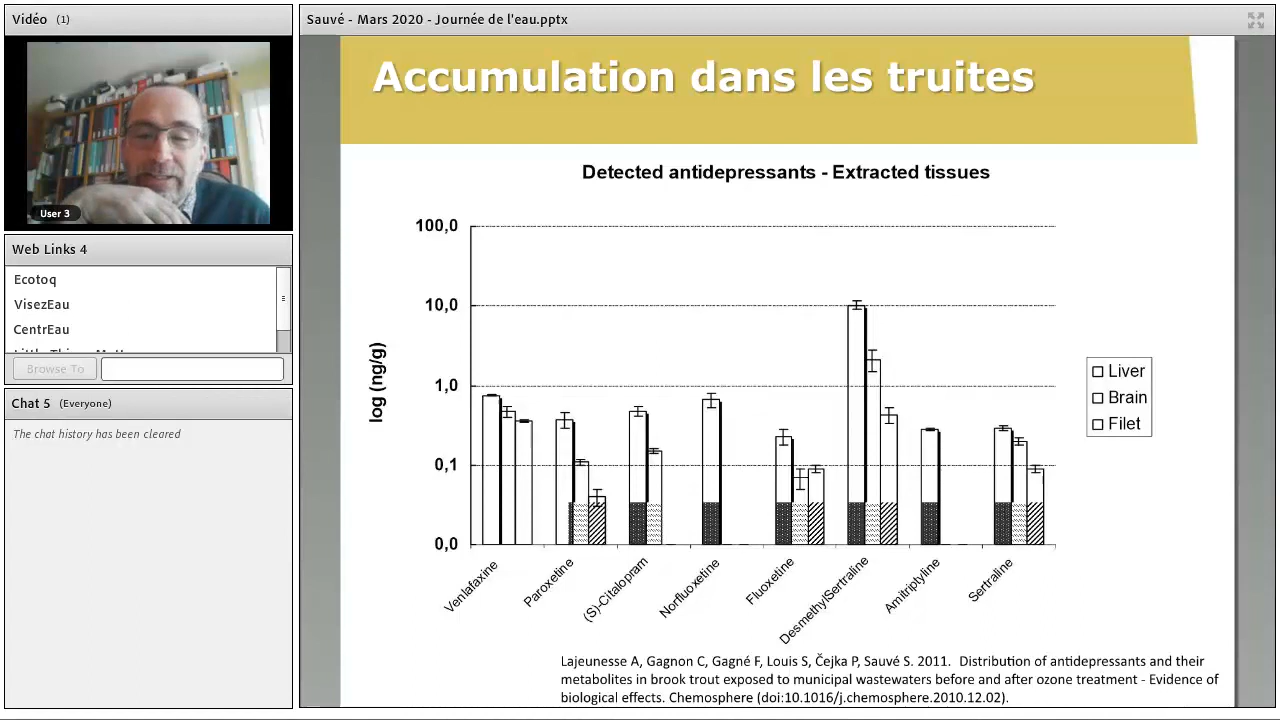 Vidéo (1)
User 3
Web Links 4
Ecotoq
VisezEau
CentrEau
Browse To
Chat 5 (Everyone)
The chat history has been cleared
Sauvé - Mars 2020 - Journée de l'eau.pptx
Accumulation dans les truites
Detected antidepressants - Extracted tissues
100,0
10,0
1,0
0,1
0,0
log (ng/g)
Venlafaxine
Paroxetine
(S)-Citalopram
Norfluoxetine
Fluoxetine
DesmethylSertraline
Amitriptyline
Sertraline
Liver
Brain
Filet
Lajeunesse A, Gagnon C, Gagné F, Louis S, Čejka P, Sauvé S. 2011. Distribution of antidepressants and their
metabolites in brook trout exposed to municipal wastewaters before and after ozone treatment - Evidence of
biological effects. Chemosphere (doi:10.1016/j.chemosphere.2010.12.02).